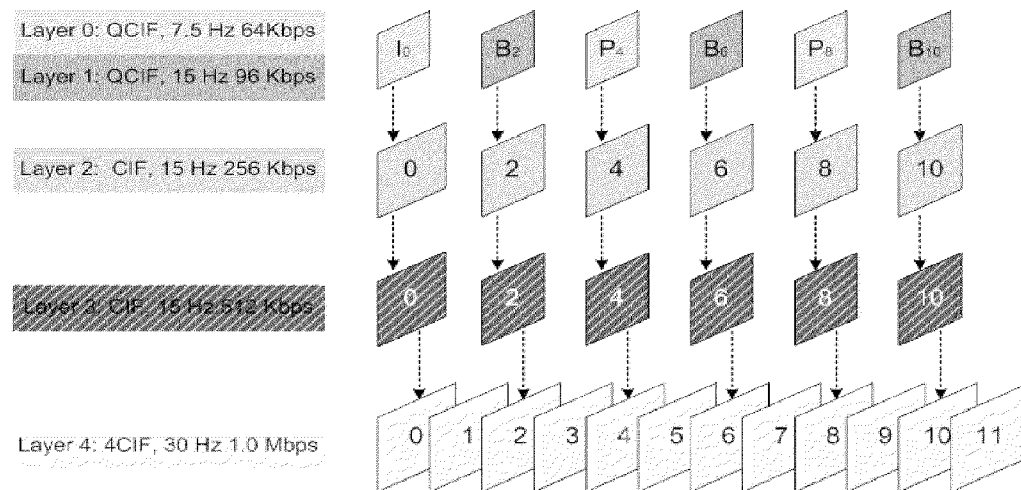 Layer 0: QCIF, 7.5 Hz 64Kbps
I0 B2 P4 B6 P8 B10
Layer 1: QCIF, 15 Hz 96 Kbps
Layer 2: CIF, 15 Hz 256 Kbps
0 2 4 6 8 10
Layer 3: CIF, 15 Hz 512 Kbps
0 2 4 6 8 10
Layer 4: 4CIF, 30 Hz 1.0 Mbps
0 1 2 3 4 5 6 7 8 9 10 11